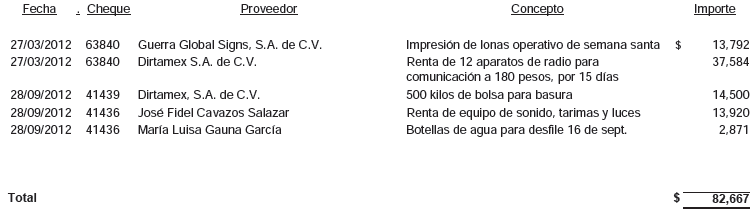 Fecha . Cheque Proveedor Concepto Importe
27/03/2012 63840 Guerra Global Signs, S.A. de C.V. Impresión de lonas operativo de semana santa $ 13,792
27/03/2012 63840 Dirtamex S.A. de C.V. Renta de 12 aparatos de radio para 37,584
comunicación a 180 pesos, por 15 días
28/09/2012 41439 Dirtamex, S.A. de C.V. 500 kilos de bolsa para basura 14,500
28/09/2012 41436 José Fidel Cavazos Salazar Renta de equipo de sonido, tarimas y luces 13,920
28/09/2012 41436 María Luisa Gauna García Botellas de agua para desfile 16 de sept. 2,871
Total $ 82,667